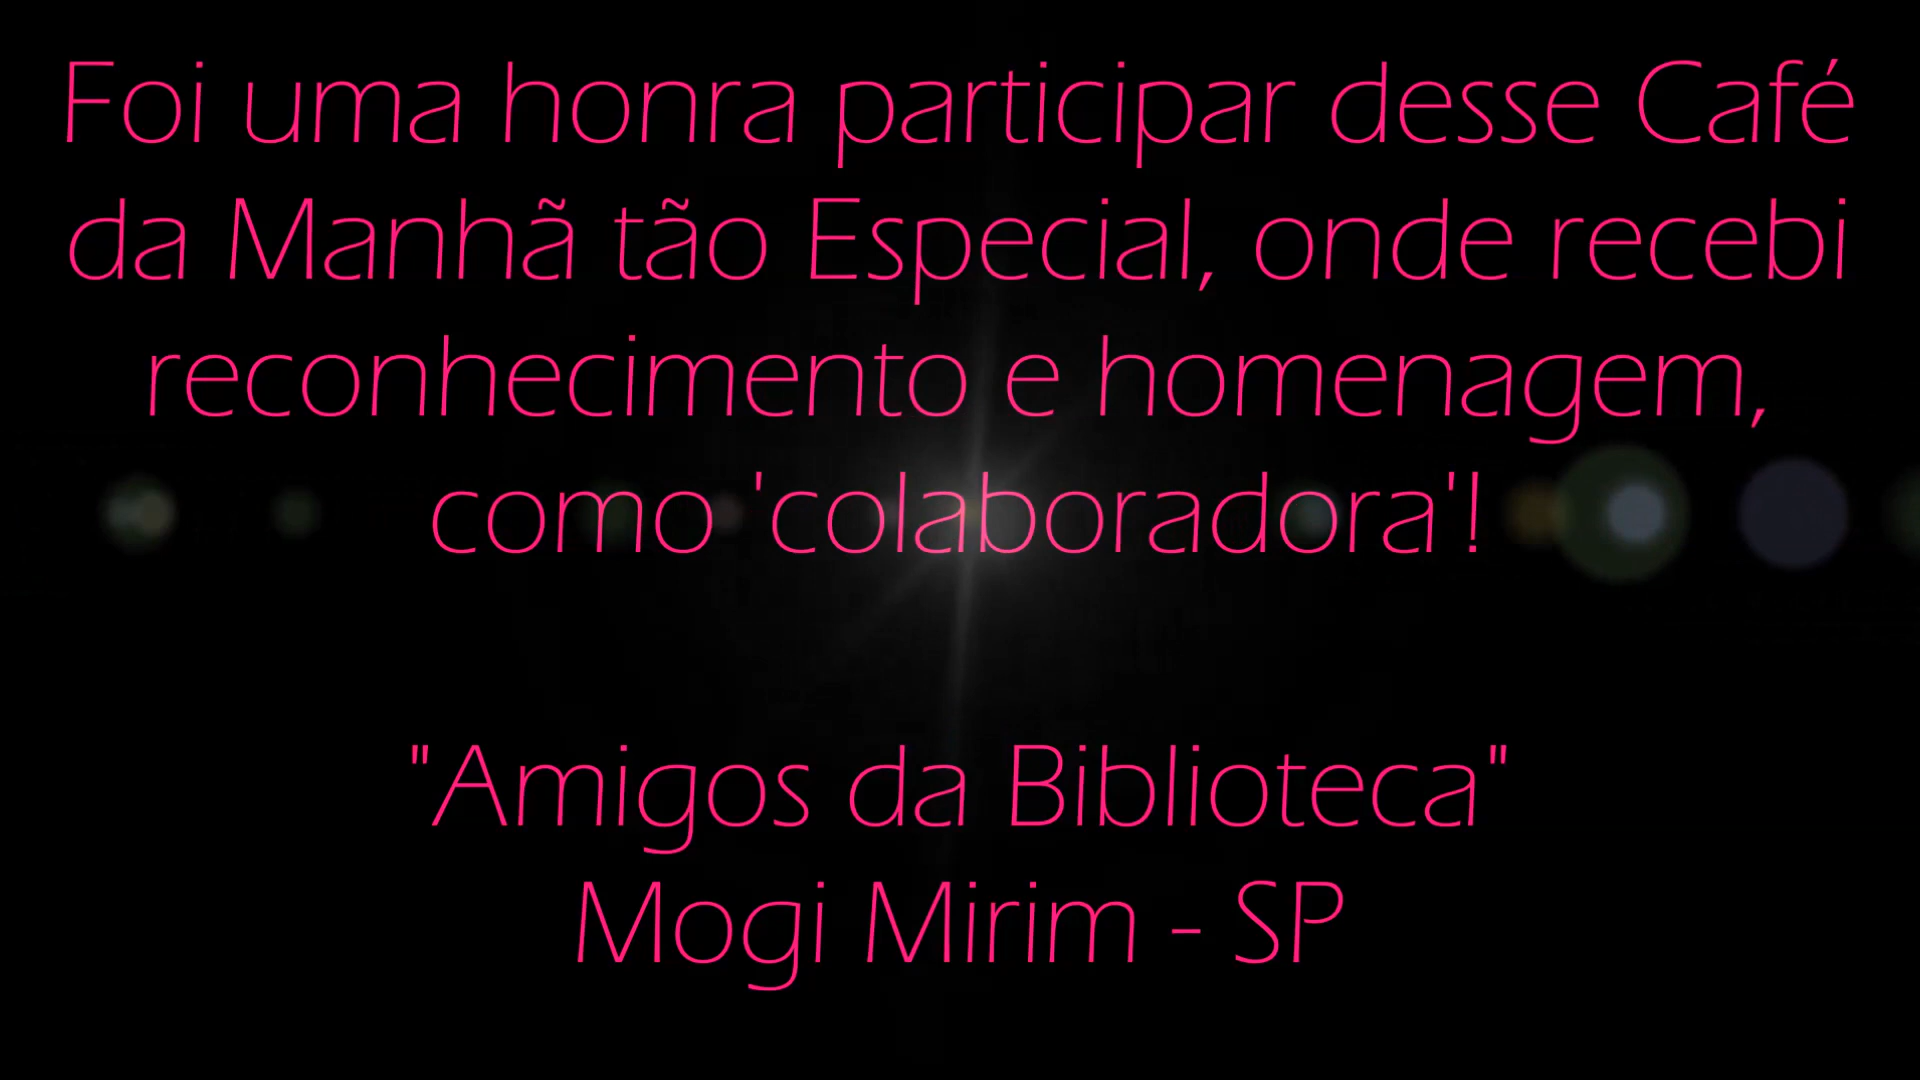 Foi uma honra participar desse Café
da Manhã tão Especial, onde recebi
reconhecimento e homenagem,
como 'colaboradora'!
"Amigos da Biblioteca"
Mogi Mirim - SP